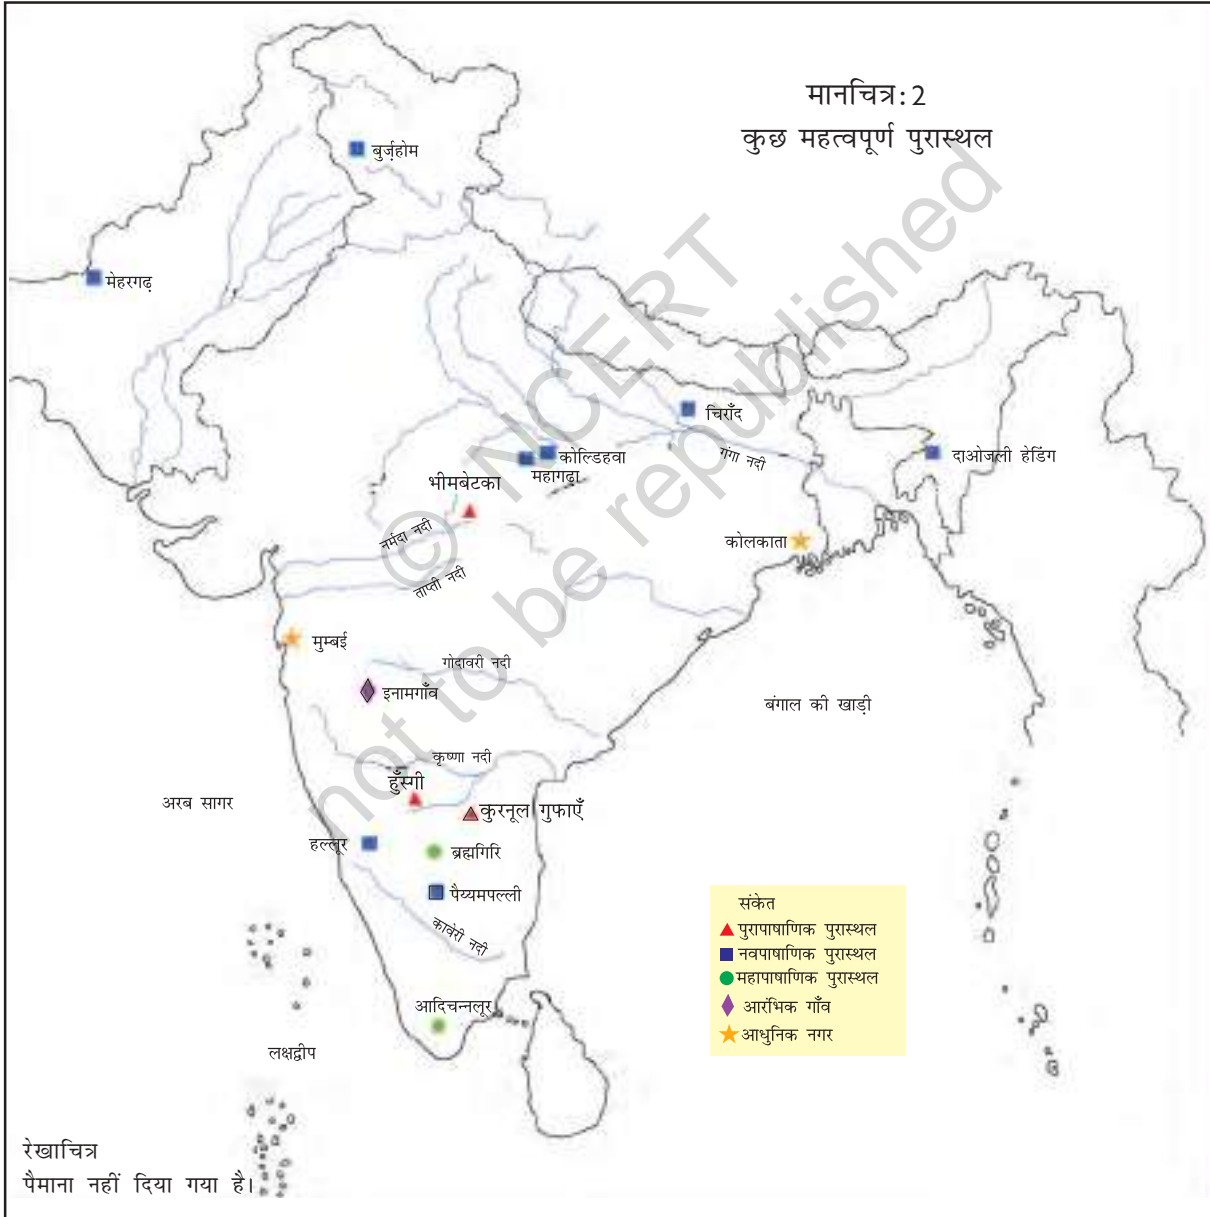 मानचित्र:2
कुछ महत्वपूर्ण पुरास्थल
बुर्ज़होम
मेहरगढ़
चिराँद
गंगा नदी
कोल्डिहवा
महागढ़ा
दाओजली हेडिंग
भीमबेटका
नर्मदा नदी
ताप्ती नदी
कोलकाता
मुम्बई
गोदावरी नदी
इनामगाँव
बंगाल की खाड़ी
कृष्णा नदी
हुँस्गी
अरब सागर
कुरनूल गुफाएँ
हल्लूर
ब्रह्मगिरि
पैय्यमपल्ली
कावेरी नदी
संकेत
पुरापाषाणिक पुरास्थल
नवपाषाणिक पुरास्थल
महापाषाणिक पुरास्थल
आरंभिक गाँव
आधुनिक नगर
आदिचन्नलूर
लक्षद्वीप
रेखाचित्र
पैमाना नहीं दिया गया है।
© NCERT
not to be republished